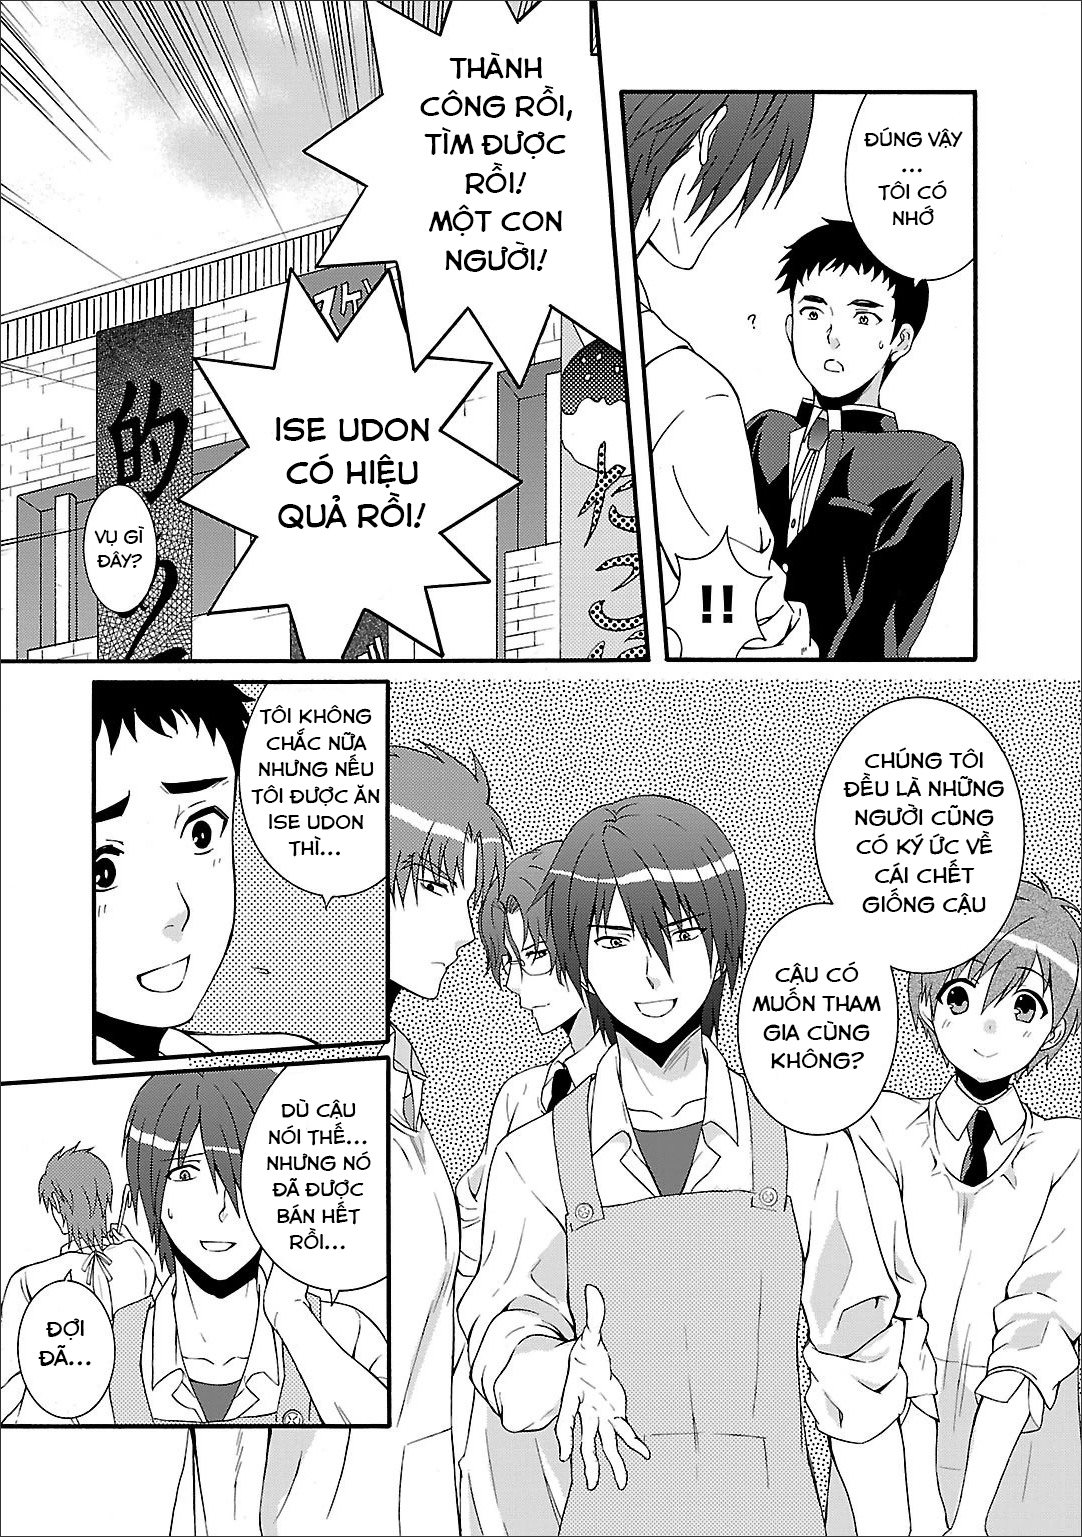 ĐÚNG VẬY
...
TÔI CÓ
NHỚ
?
!!
THÀNH
CÔNG RỒI,
TÌM ĐƯỢC
RỒI!
MỘT CON
NGƯỜI!
ISE UDON
CÓ HIỆU
QUẢ RỒI!
VỤ GÌ
ĐÂY?
的
CHÚNG TÔI
ĐỀU LÀ NHỮNG
NGƯỜI CŨNG
CÓ KÝ ỨC VỀ
CÁI CHẾT
GIỐNG CẬU
CẬU CÓ
MUỐN THAM
GIA CÙNG
KHÔNG?
TÔI KHÔNG
CHẮC NỮA
NHƯNG NẾU
TÔI ĐƯỢC ĂN
ISE UDON
THÌ...
DÙ CẬU
NÓI THẾ...
NHƯNG NÓ
ĐÃ ĐƯỢC
BÁN HẾT
RỒI...
ĐỢI
ĐÃ...